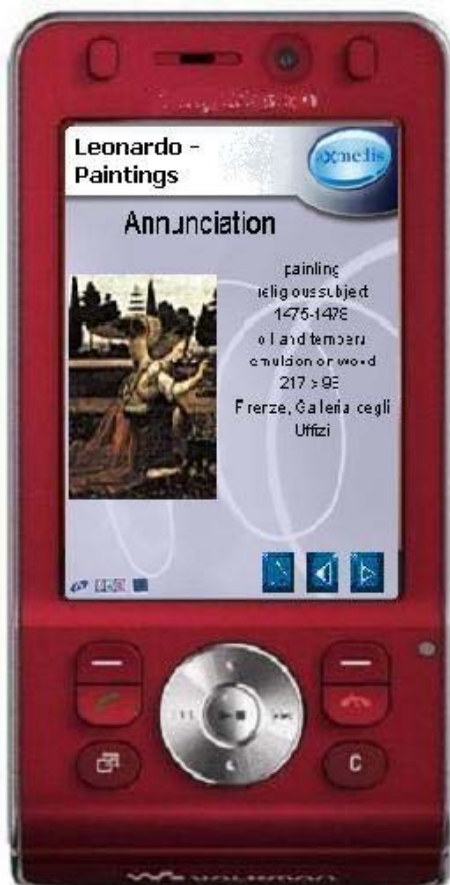 Leonardo -
Paintings
axmedis
Annunciation
painting
religious subject
1475-1478
oil and tempera
emulsion on wood
217 x 98
Firenze, Galleria degli
Uffizi
C
WALKMAN